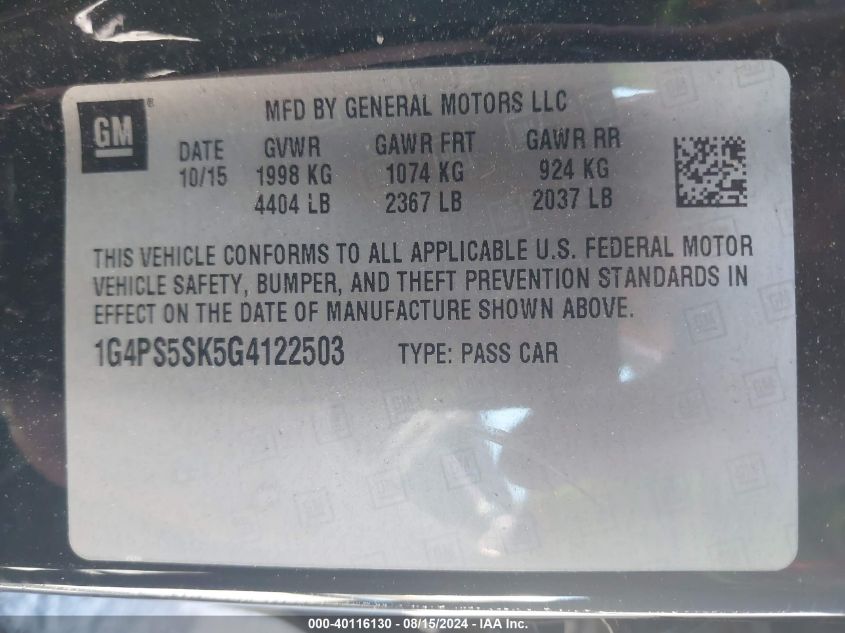 GM ®
MFD BY GENERAL MOTORS LLC
DATE GVWR GAWR FRT GAWR RR
10/15 1998 KG 1074 KG 924 KG
4404 LB 2367 LB 2037 LB
THIS VEHICLE CONFORMS TO ALL APPLICABLE U.S. FEDERAL MOTOR
VEHICLE SAFETY, BUMPER, AND THEFT PREVENTION STANDARDS IN
EFFECT ON THE DATE OF MANUFACTURE SHOWN ABOVE.
1G4PS5SK5G4122503 TYPE: PASS CAR
000-40116130 - 08/15/2024 - IAA Inc.